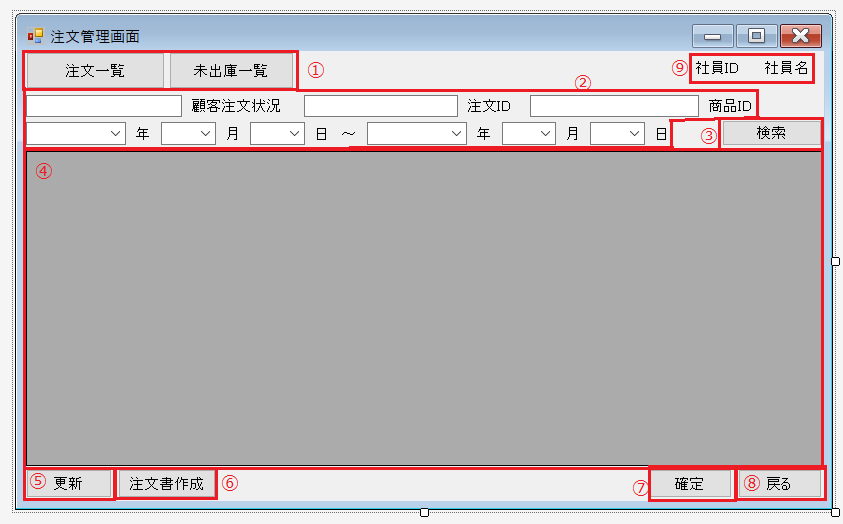 注文管理画面
注文一覧 未出庫一覧 ① ⑨ 社員ID 社員名
②
顧客注文状況 注文ID 商品ID
年 月 日 ～ 年 月 日 ③ 検索
④
⑤ 更新 注文書作成 ⑥ ⑦ 確定 ⑧ 戻る